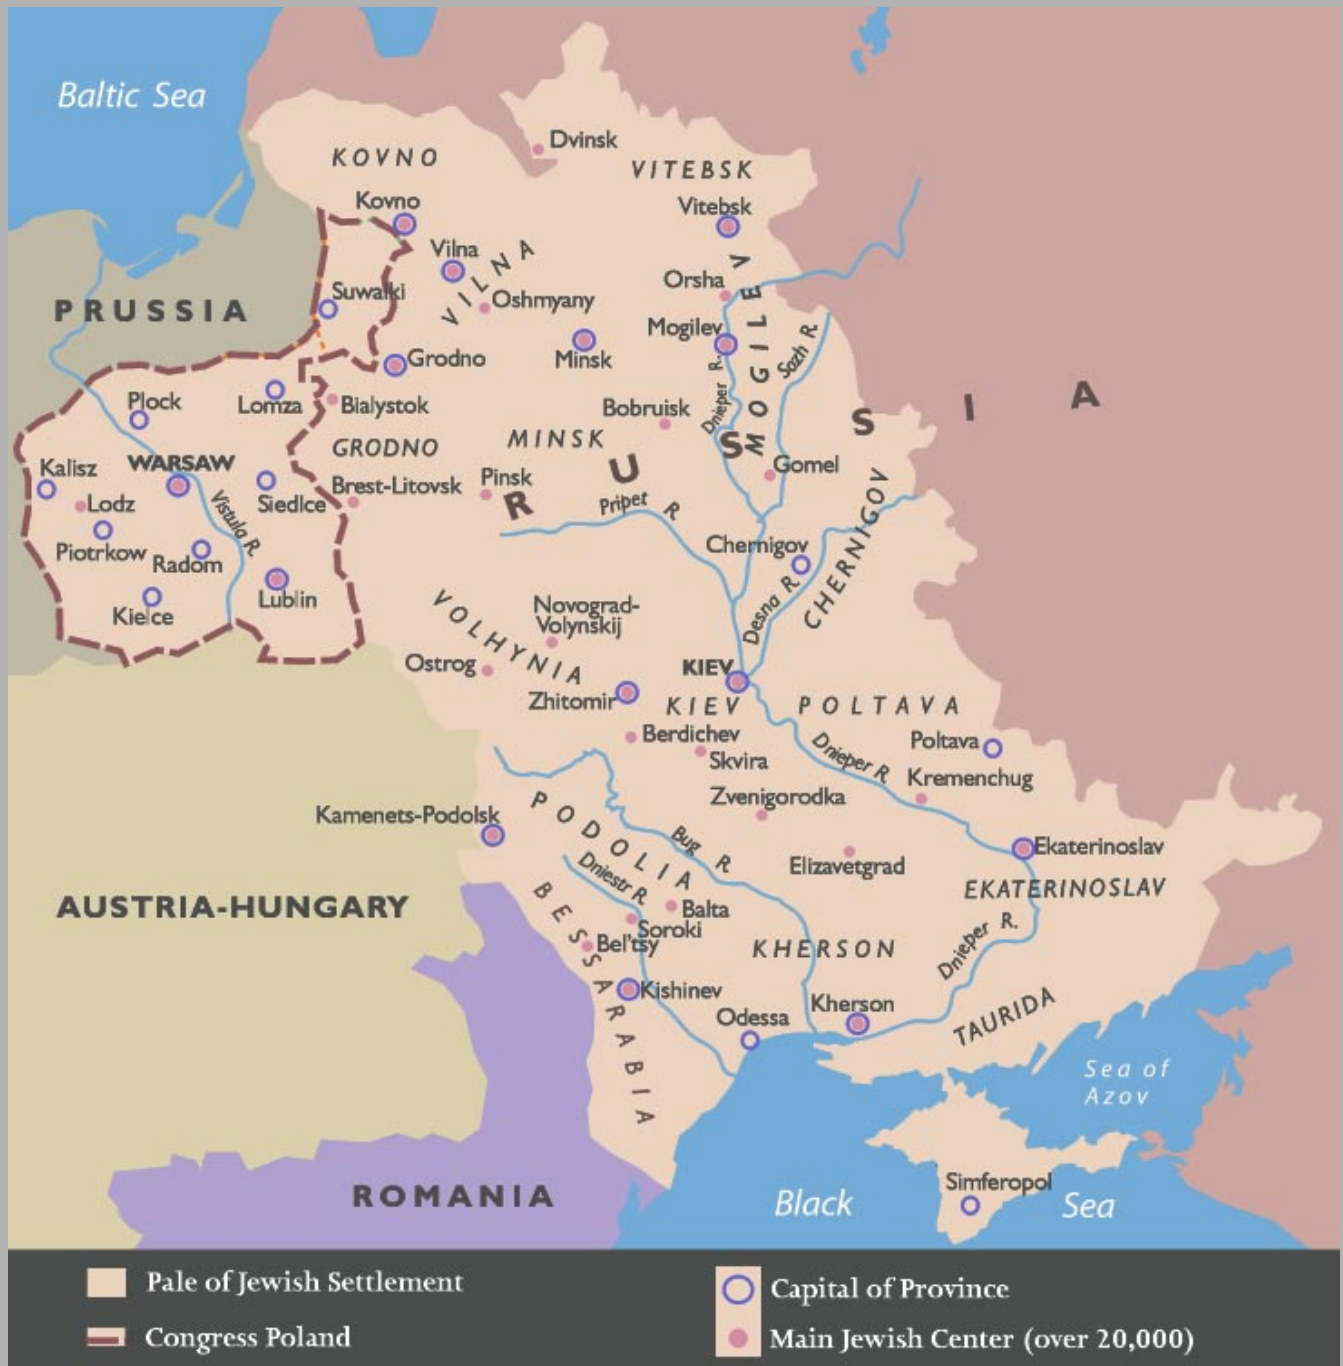 Baltic Sea
Dvinsk
KOVNO
VITEBSK
Kovno
Vitebsk
Vilna
VILNA
Orsha
Suwalki
Oshmyany
PRUSSIA
Mogilev
MOGILEV
Sozh R.
Minsk
Grodno
Dnieper R.
Plock
Lomza
Bialystok
Bobruisk
RUSSIA
GRODNO
MINSK
Kalisz
WARSAW
Gomel
Lodz
Siedlce
Brest-Litovsk
Pinsk
Pripet R
Vistula R.
CHERNIGOV
Piotrkow
Radom
Chernigov
Kielce
Lublin
Desna R.
VOLHYNIA
Novograd-
Volynskij
Ostrog
KIEV
Zhitomir
KIEV
POLTAVA
Berdichev
Poltava
Skvira
Dnieper R
Kremenchug
Zvenigorodka
Kamenets-Podolsk
PODOLIA
Bug R
Ekaterinoslav
Elizavetgrad
Dniestr R.
EKATERINOSLAV
AUSTRIA-HUNGARY
BESSARABIA
Balta
Soroki
Bel'tsy
KHERSON
Dnieper R.
Kishinev
Odessa
Kherson
TAURIDA
Sea of
Azov
Simferopol
ROMANIA
Black Sea
Pale of Jewish Settlement
Capital of Province
Congress Poland
Main Jewish Center (over 20,000)